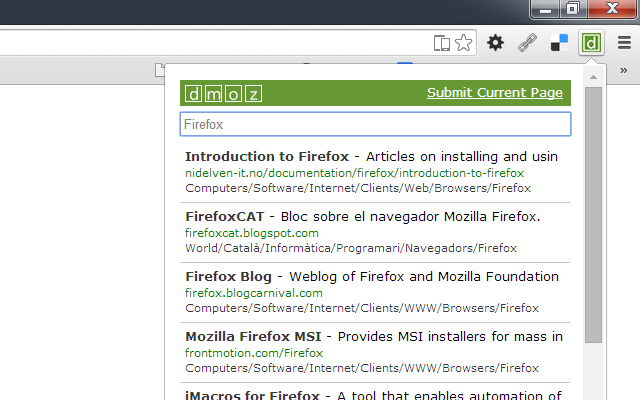 d
dmoz Submit Current Page
Firefox
Introduction to Firefox - Articles on installing and usin
nidelven-it.no/documentation/firefox/introduction-to-firefox
Computers/Software/Internet/Clients/Web/Browsers/Firefox
FirefoxCAT - Bloc sobre el navegador Mozilla Firefox.
firefoxcat.blogspot.com
World/Català/Informàtica/Programari/Navegadors/Firefox
Firefox Blog - Weblog of Firefox and Mozilla Foundation
firefox.blogcarnival.com
Computers/Software/Internet/Clients/WWW/Browsers/Firefox
Mozilla Firefox MSI - Provides MSI installers for mass in
frontmotion.com/Firefox
Computers/Software/Internet/Clients/WWW/Browsers/Firefox
iMacros for Firefox - A tool that enables automation of